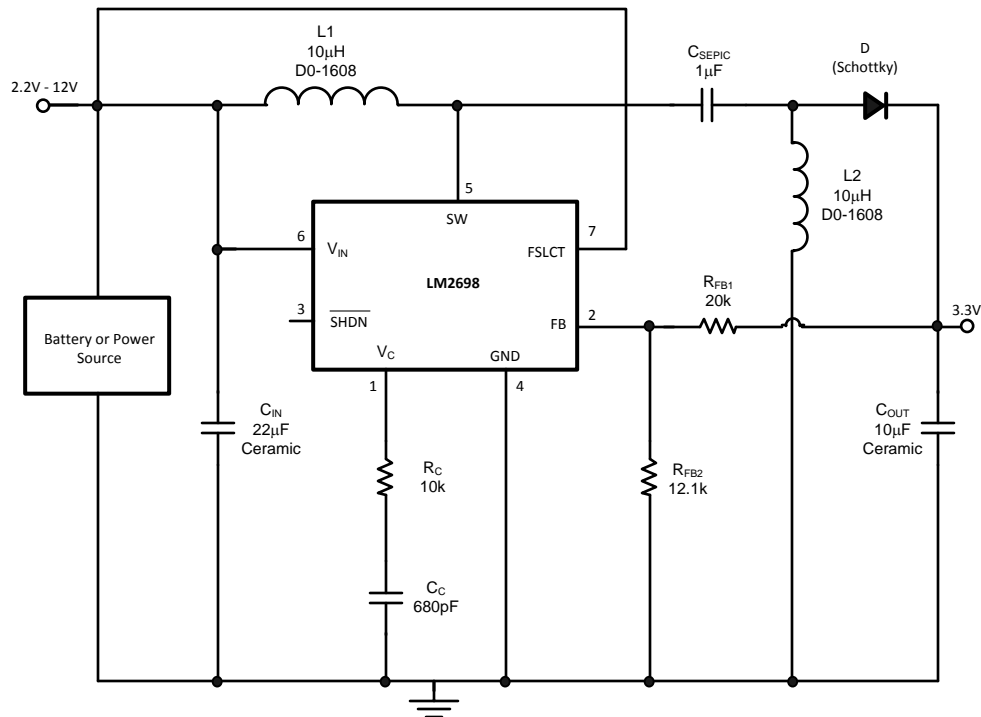 L1
10µH
D0-1608
CSEPIC
1µF
D
(Schottky)
2.2V - 12V
L2
10µH
D0-1608
5
SW
6
VIN
7
FSLCT
LM2698
3
SHDN
2
FB
RFB1
20k
3.3V
VC
GND
1
4
Battery or Power
Source
CIN
22µF
Ceramic
COUT
10µF
Ceramic
RC
10k
RFB2
12.1k
CC
680pF